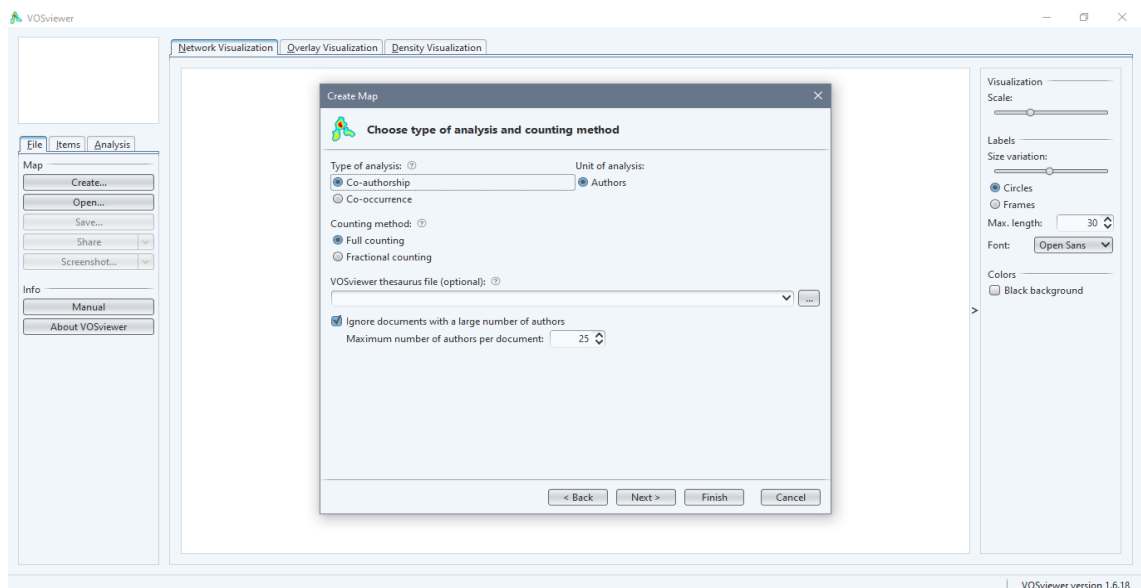 VOSviewer
Network Visualization Overlay Visualization Density Visualization
File Items Analysis
Map
Create...
Open...
Save...
Share
Screenshot...
Info
Manual
About VOSviewer
Create Map
Choose type of analysis and counting method
Type of analysis: Unit of analysis:
Co-authorship Authors
Co-occurrence
Counting method:
Full counting
Fractional counting
VOSviewer thesaurus file (optional):
...
Ignore documents with a large number of authors
Maximum number of authors per document: 25
< Back Next > Finish Cancel
>
Visualization
Scale:
Labels
Size variation:
Circles
Frames
Max. length: 30
Font: Open Sans
Colors
Black background
VOSviewer version 1.6.18